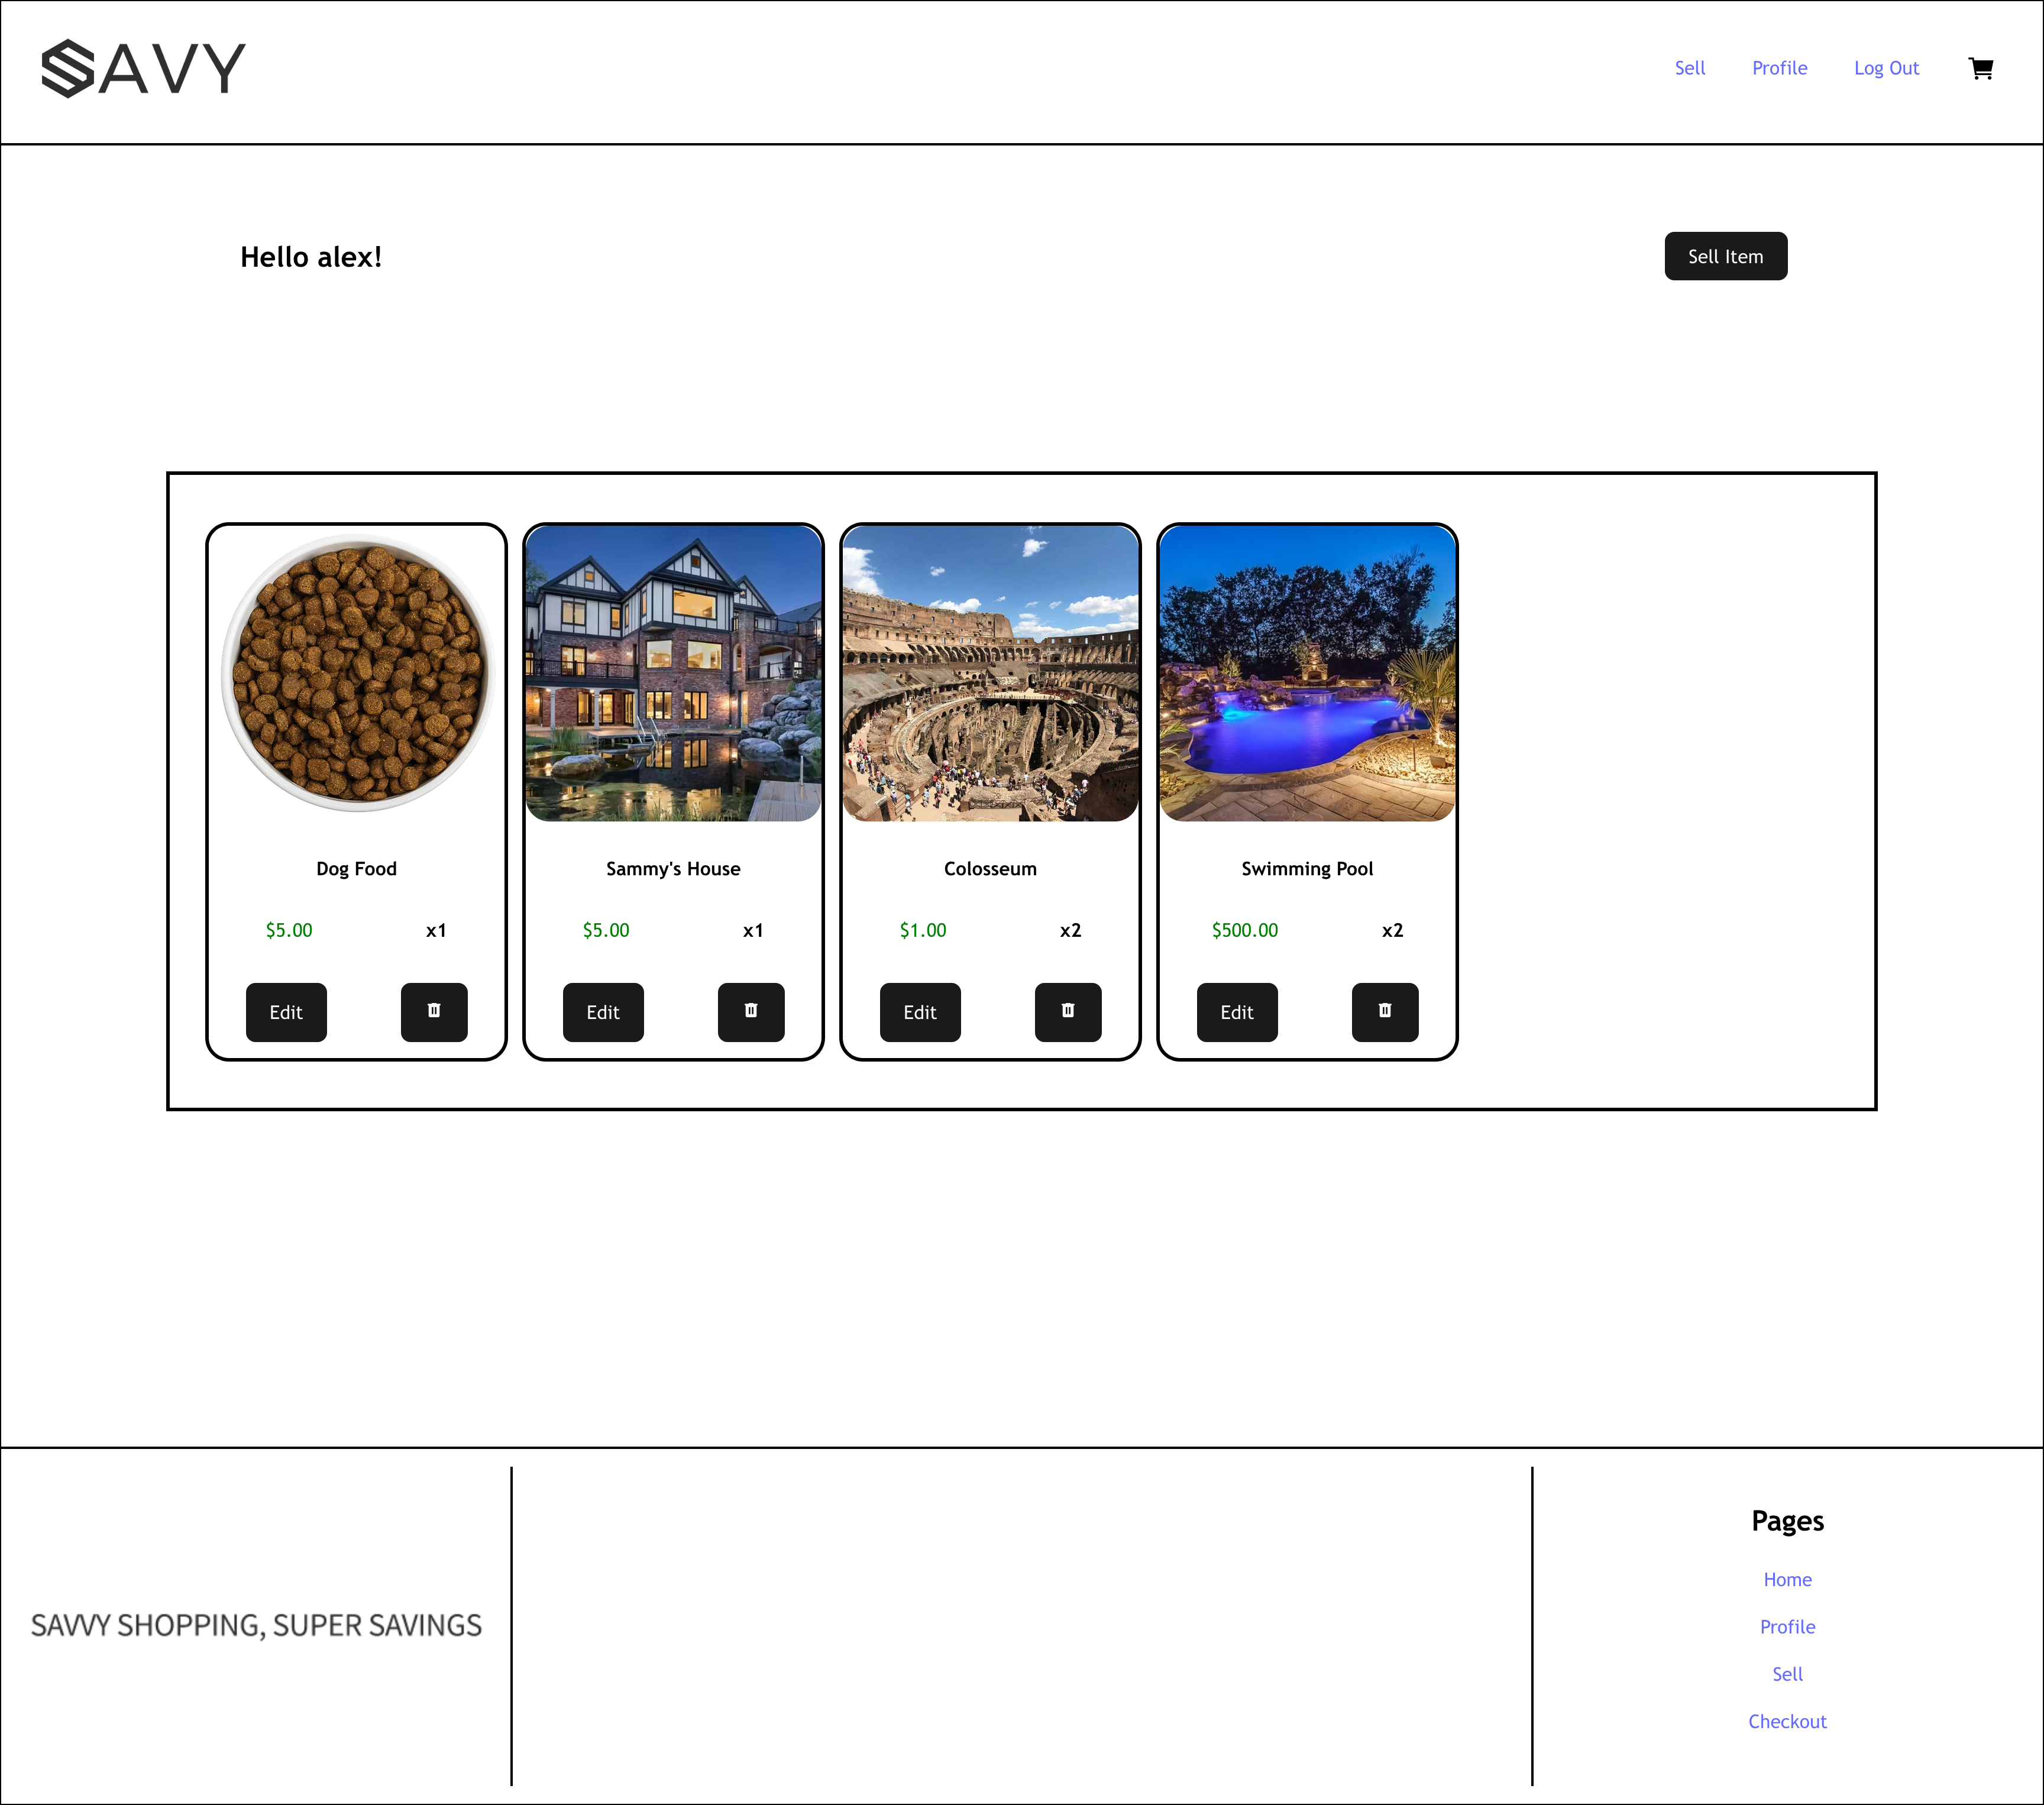 SAVY
Sell Profile Log Out
Hello alex!
Sell Item
Dog Food
$5.00 x1
Edit
Sammy's House
$5.00 x1
Edit
Colosseum
$1.00 x2
Edit
Swimming Pool
$500.00 x2
Edit
SAVVY SHOPPING, SUPER SAVINGS
Pages
Home
Profile
Sell
Checkout